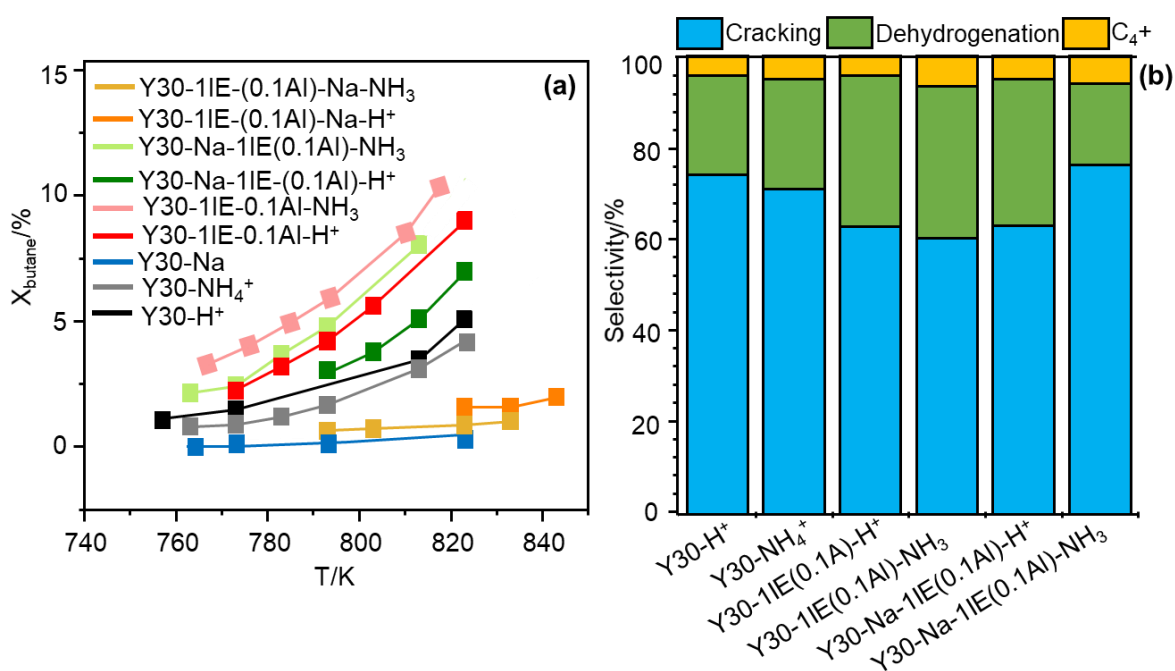 (a)
15
10
5
0
X_butane/%
Y30-1IE-(0.1Al)-Na-NH₃
Y30-1IE-(0.1Al)-Na-H⁺
Y30-Na-1IE(0.1Al)-NH₃
Y30-Na-1IE-(0.1Al)-H⁺
Y30-1IE-0.1Al-NH₃
Y30-1IE-0.1Al-H⁺
Y30-Na
Y30-NH₄⁺
Y30-H⁺
740 760 780 800 820 840
T/K
Cracking Dehydrogenation C₄+
(b)
100
80
60
40
20
0
Selectivity/%
Y30-H⁺
Y30-NH₄⁺
Y30-1IE(0.1A)-H⁺
Y30-1IE(0.1Al)-NH₃
Y30-Na-1IE(0.1Al)-H⁺
Y30-Na-1IE(0.1Al)-NH₃